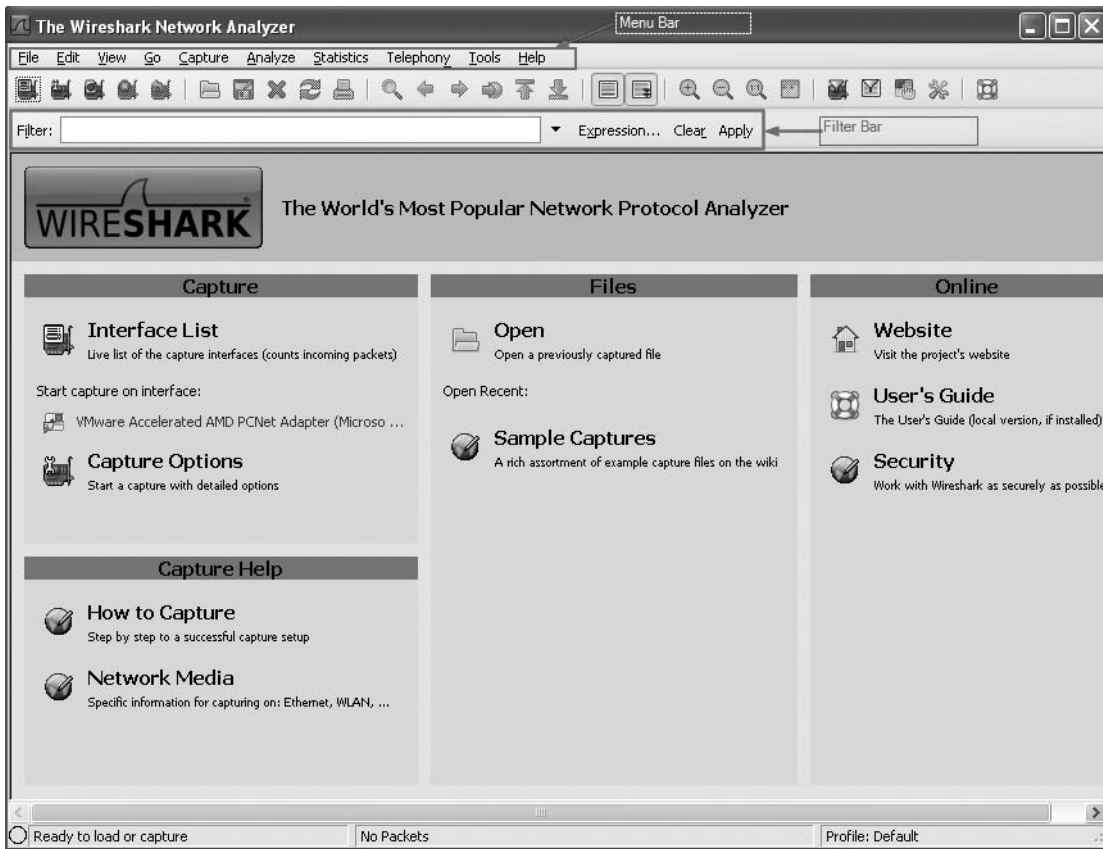 The Wireshark Network Analyzer
Menu Bar
File Edit View Go Capture Analyze Statistics Telephony Tools Help
Filter: Expression... Clear Apply
Filter Bar
WIRESHARK
The World's Most Popular Network Protocol Analyzer
Capture
Interface List
Live list of the capture interfaces (counts incoming packets)
Start capture on interface:
VMware Accelerated AMD PCNet Adapter (Microso ...
Capture Options
Start a capture with detailed options
Capture Help
How to Capture
Step by step to a successful capture setup
Network Media
Specific information for capturing on: Ethernet, WLAN, ...
Files
Open
Open a previously captured file
Open Recent:
Sample Captures
A rich assortment of example capture files on the wiki
Online
Website
Visit the project's website
User's Guide
The User's Guide (local version, if installed)
Security
Work with Wireshark as securely as possible
Ready to load or capture
No Packets
Profile: Default